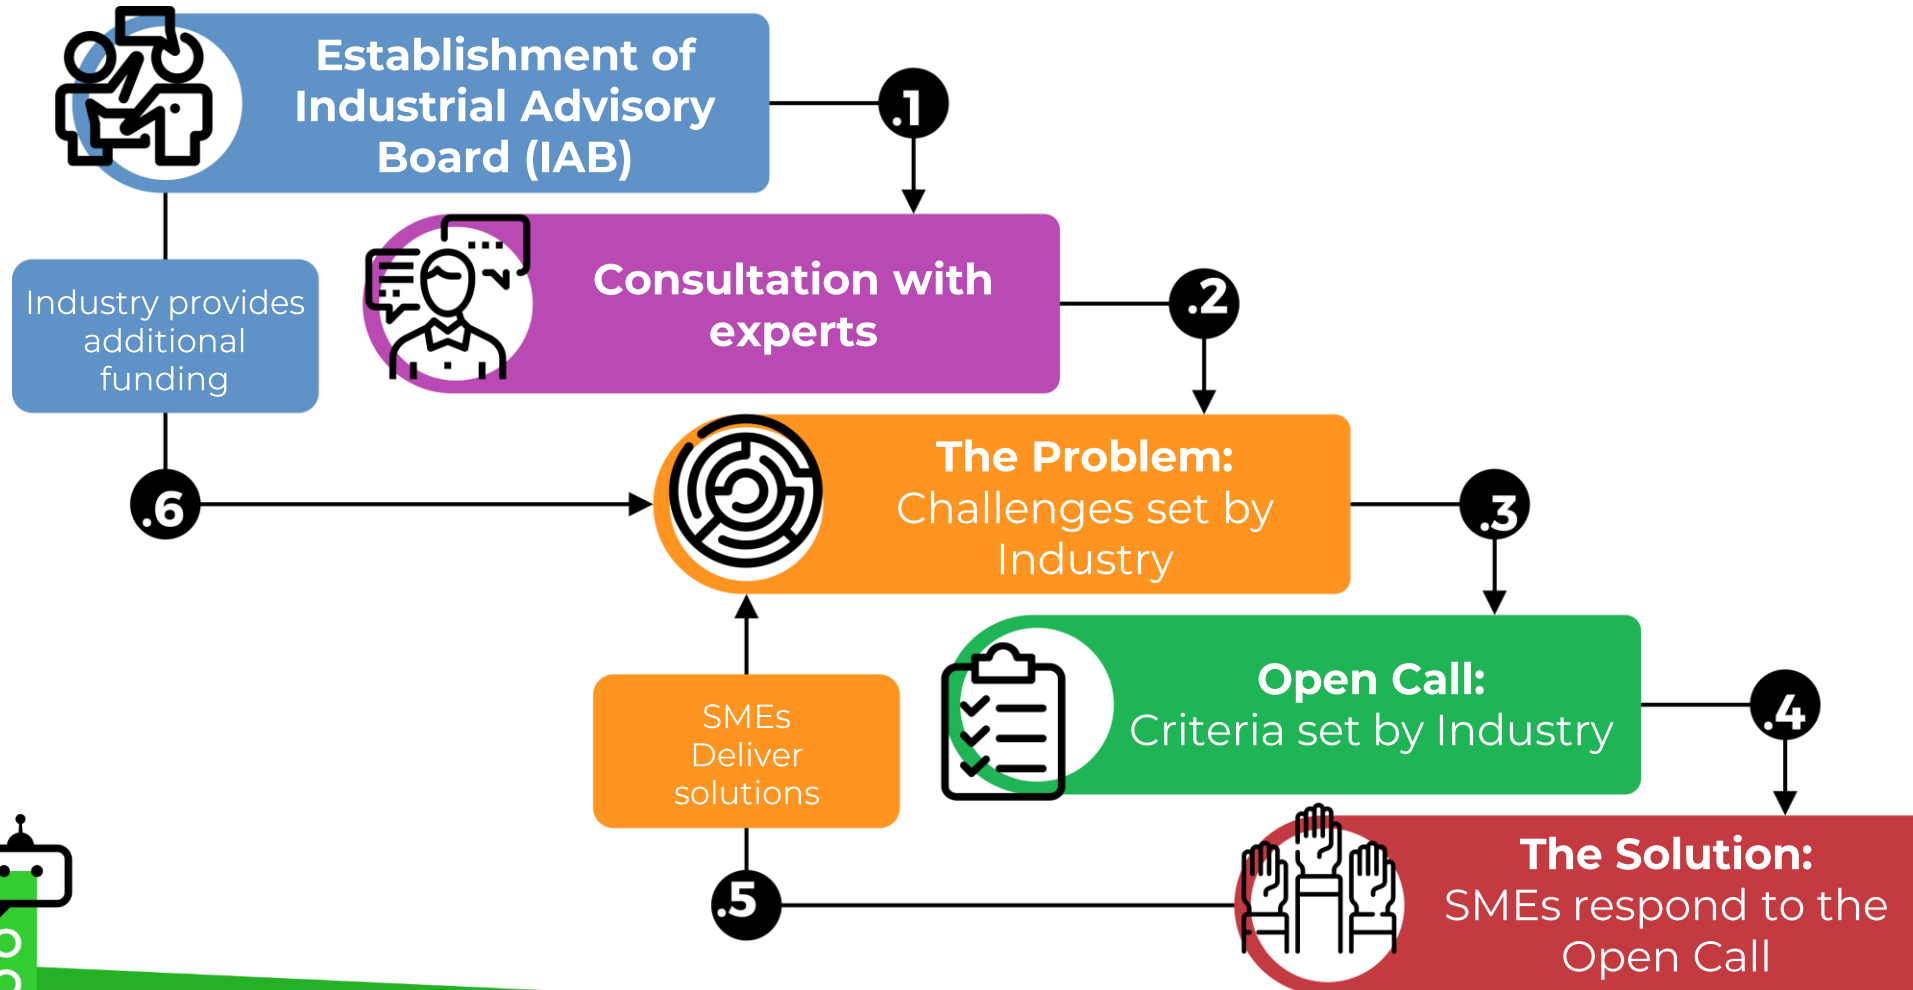 Establishment of
Industrial Advisory
Board (IAB)
.1
Consultation with
experts
.2
Industry provides
additional
funding
The Problem:
Challenges set by
Industry
.3
.6
Open Call:
Criteria set by Industry
.4
SMEs
Deliver
solutions
The Solution:
SMEs respond to the
Open Call
.5